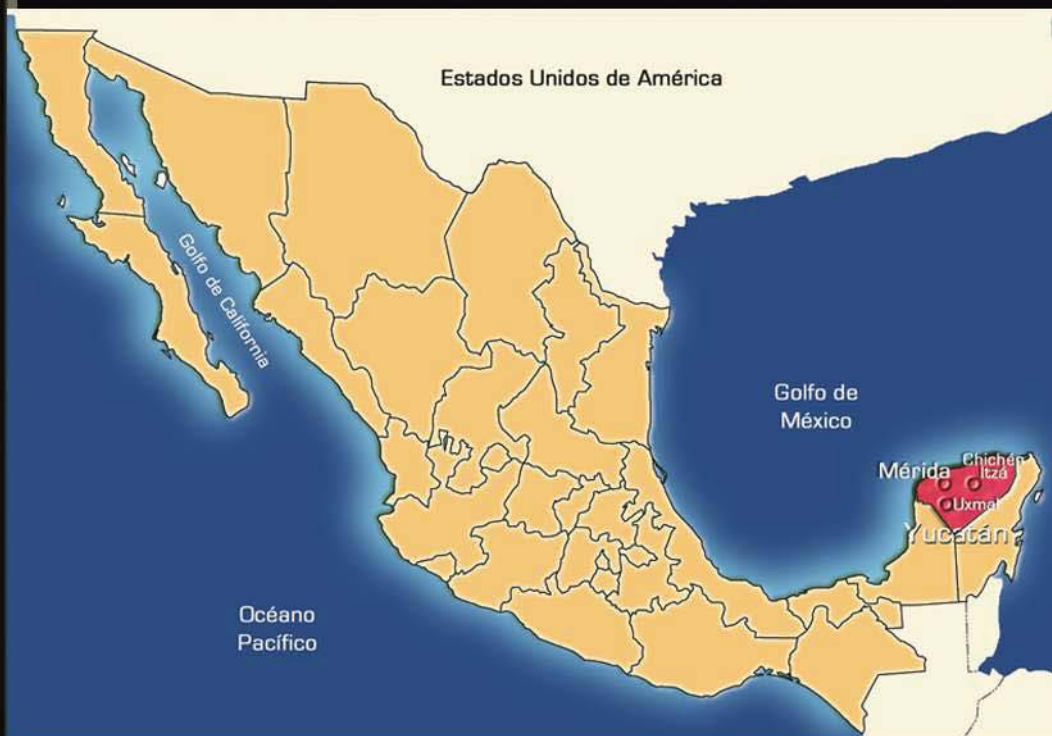 Estados Unidos de América
Golfo de California
Golfo de
México
Mérida
Chichén
Itzá
Uxmal
Yucatán
Océano
Pacífico